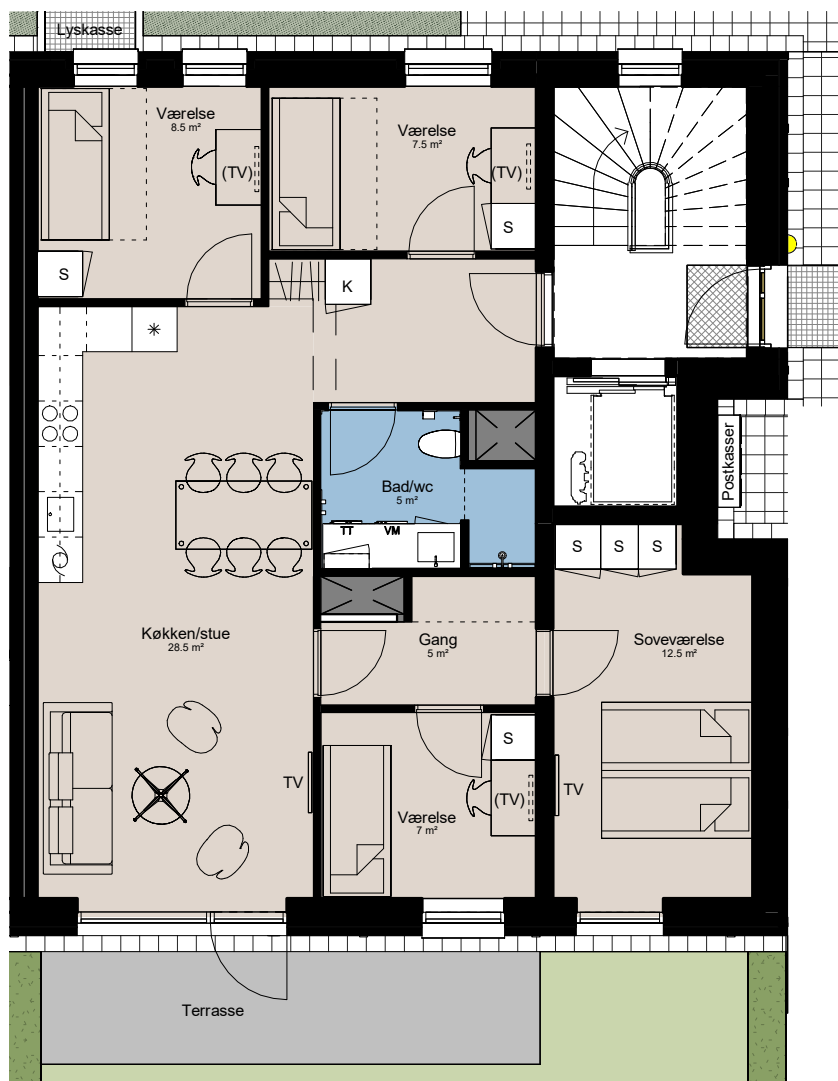 Lyskasse
Værelse
8.5 m²
(TV)
S
Værelse
7.5 m²
(TV)
S
K
Bad/wc
5 m²
TT
VM
Postkasser
S
S
S
Køkken/stue
28.5 m²
Gang
5 m²
Soveværelse
12.5 m²
TV
Værelse
7 m²
S
(TV)
TV
Terrasse